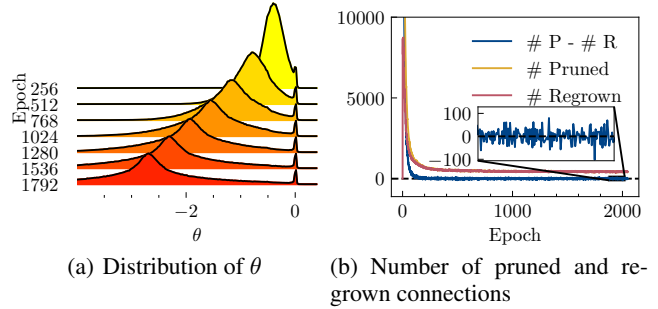 Epoch
256
512
768
1024
1280
1536
1792
−2
0
θ
(a) Distribution of θ
10000
5000
0
# P - # R
# Pruned
# Regrown
100
0
−100
0
1000
2000
Epoch
(b) Number of pruned and re-
grown connections